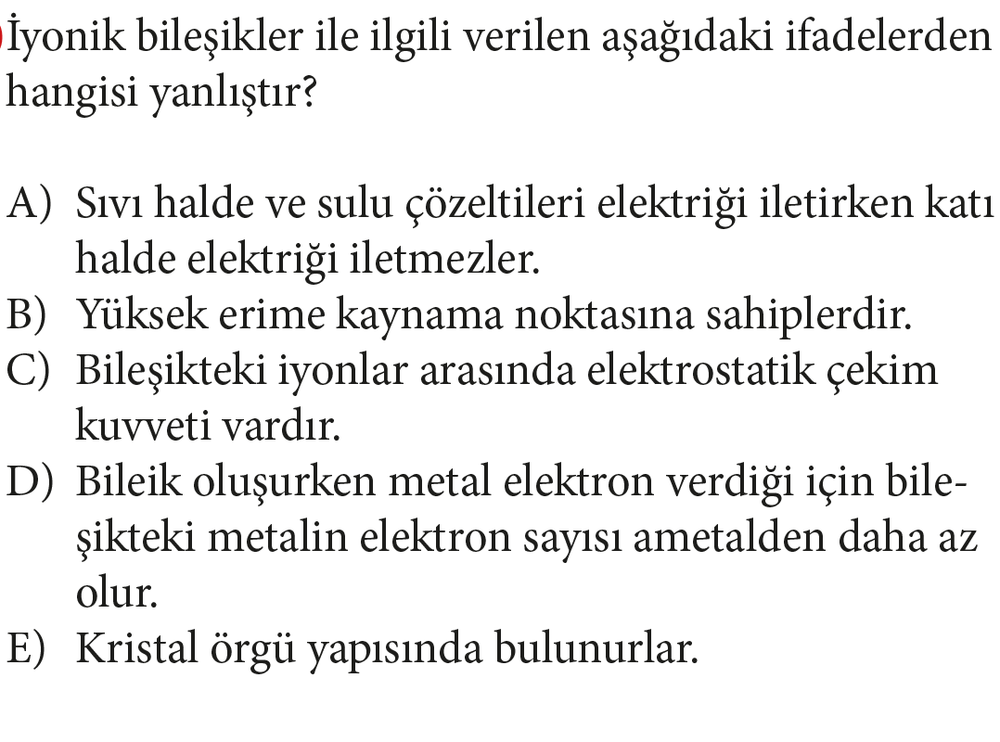 İyonik bileşikler ile ilgili verilen aşağıdaki ifadelerden
hangisi yanlıştır?
A) Sıvı halde ve sulu çözeltileri elektriği iletirken katı
halde elektriği iletmezler.
B) Yüksek erime kaynama noktasına sahiplerdir.
C) Bileşikteki iyonlar arasında elektrostatik çekim
kuvveti vardır.
D) Bileik oluşurken metal elektron verdiği için bile-
şikteki metalin elektron sayısı ametalden daha az
olur.
E) Kristal örgü yapısında bulunurlar.